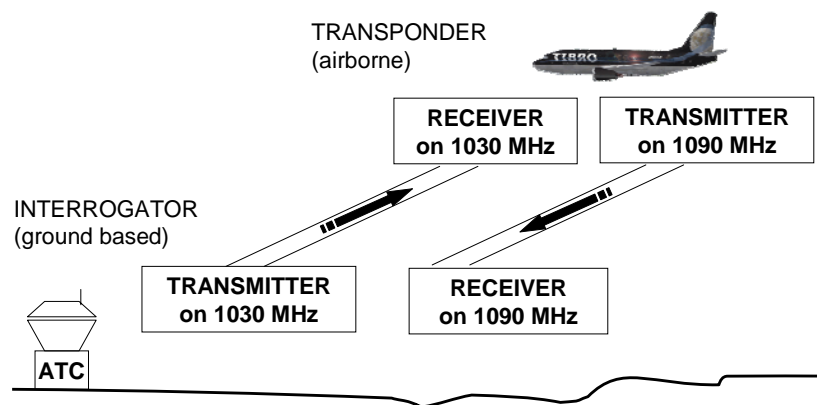 TRANSPONDER
(airborne)
RECEIVER
on 1030 MHz
TRANSMITTER
on 1090 MHz
INTERROGATOR
(ground based)
TRANSMITTER
on 1030 MHz
RECEIVER
on 1090 MHz
ATC